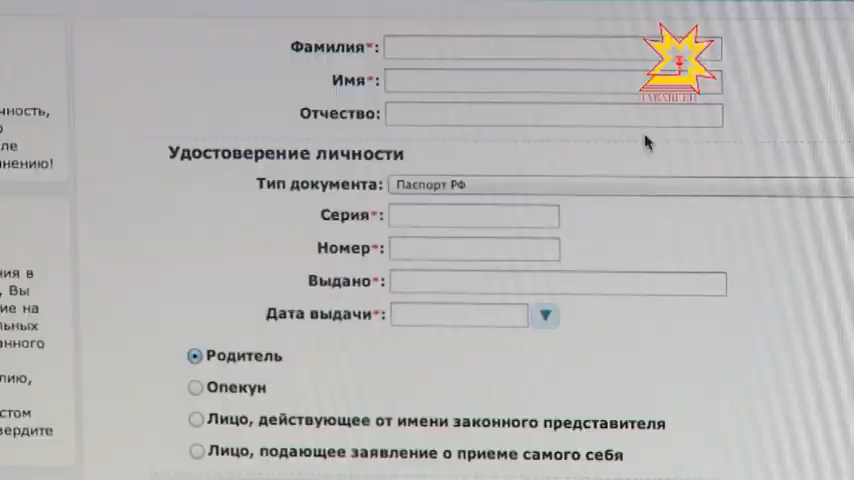 Фамилия*:
Имя*:
Отчество:
Удостоверение личности
Тип документа: Паспорт РФ
Серия*:
Номер*:
Выдано*:
Дата выдачи*:
Родитель
Опекун
Лицо, действующее от имени законного представителя
Лицо, подающее заявление о приеме самого себя